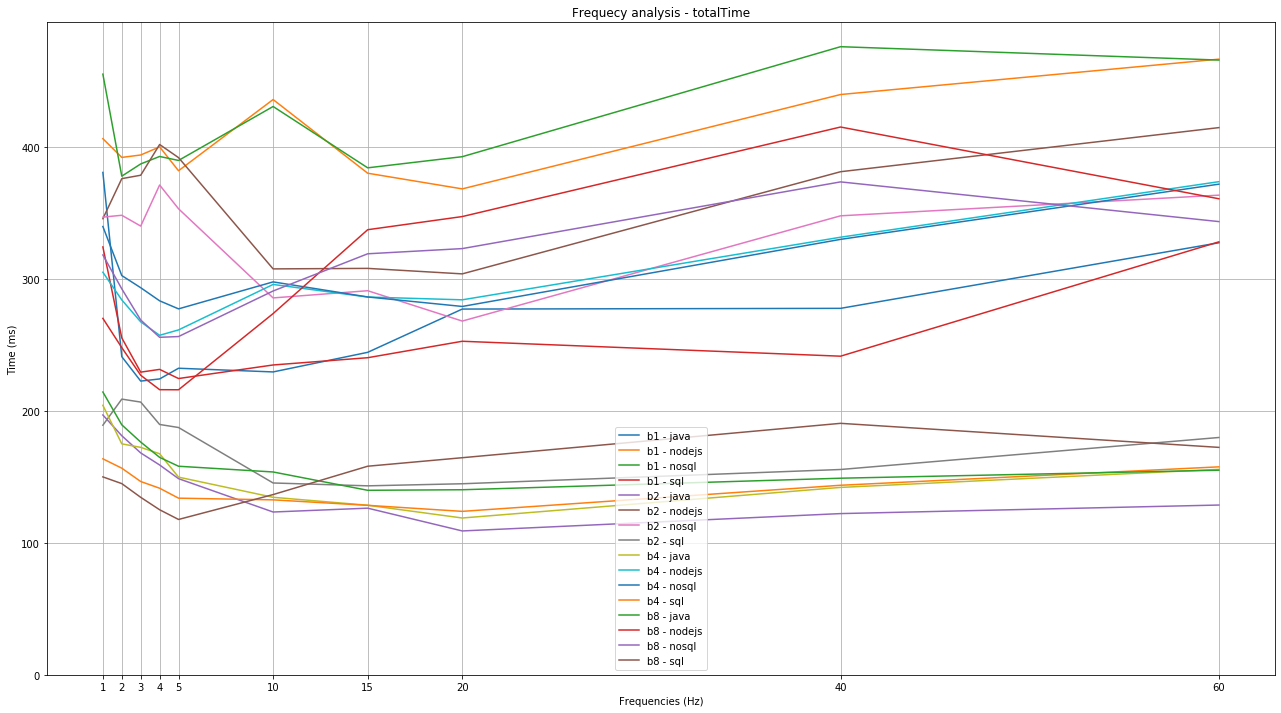 Frequecy analysis - totalTime
Time (ms)
400
300
200
100
0
b1 - java
b1 - nodejs
b1 - nosql
b1 - sql
b2 - java
b2 - nodejs
b2 - nosql
b2 - sql
b4 - java
b4 - nodejs
b4 - nosql
b4 - sql
b8 - java
b8 - nodejs
b8 - nosql
b8 - sql
1 2 3 4 5 10 15 20 40 60
Frequencies (Hz)